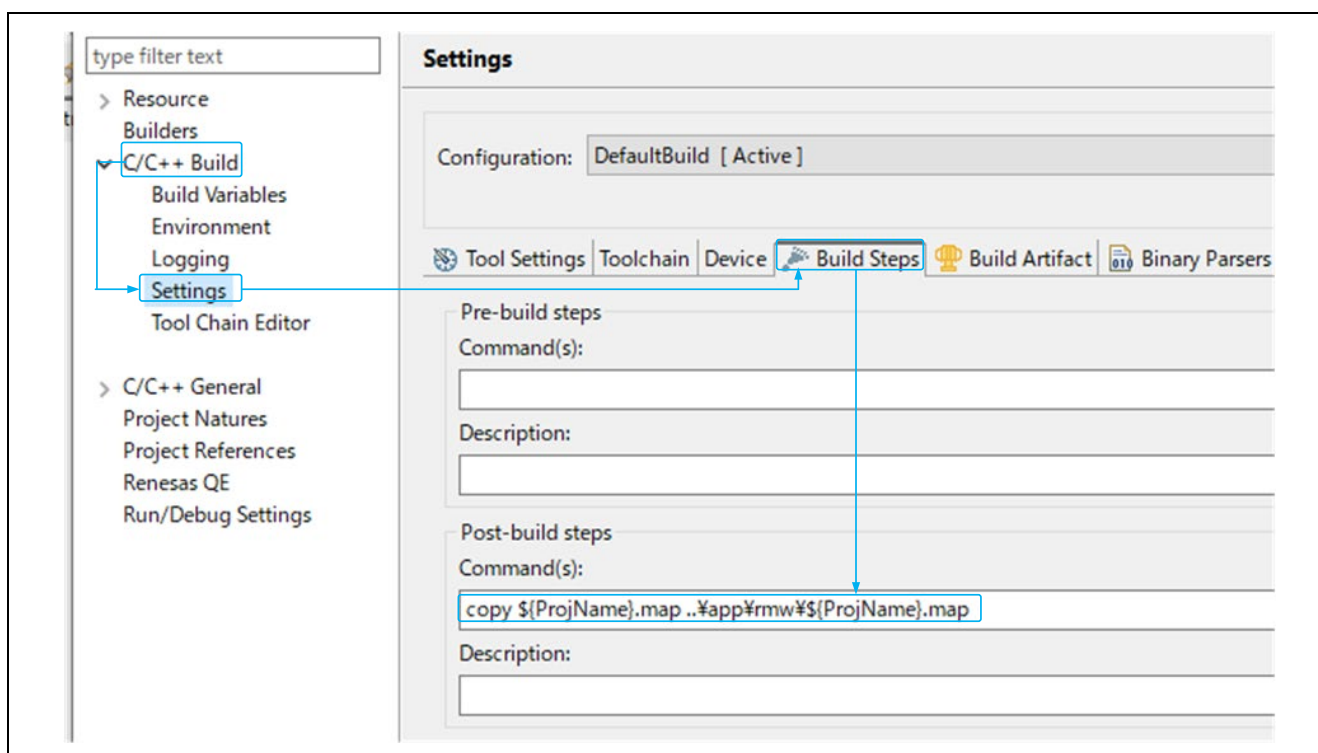 type filter text
Resource
Builders
C/C++ Build
Build Variables
Environment
Logging
Settings
Tool Chain Editor
C/C++ General
Project Natures
Project References
Renesas QE
Run/Debug Settings
Settings
Configuration: DefaultBuild [ Active ]
Tool Settings Toolchain Device Build Steps Build Artifact Binary Parsers
Pre-build steps
Command(s):
Description:
Post-build steps
Command(s):
copy ${ProjName}.map ..¥app¥rmw¥${ProjName}.map
Description: